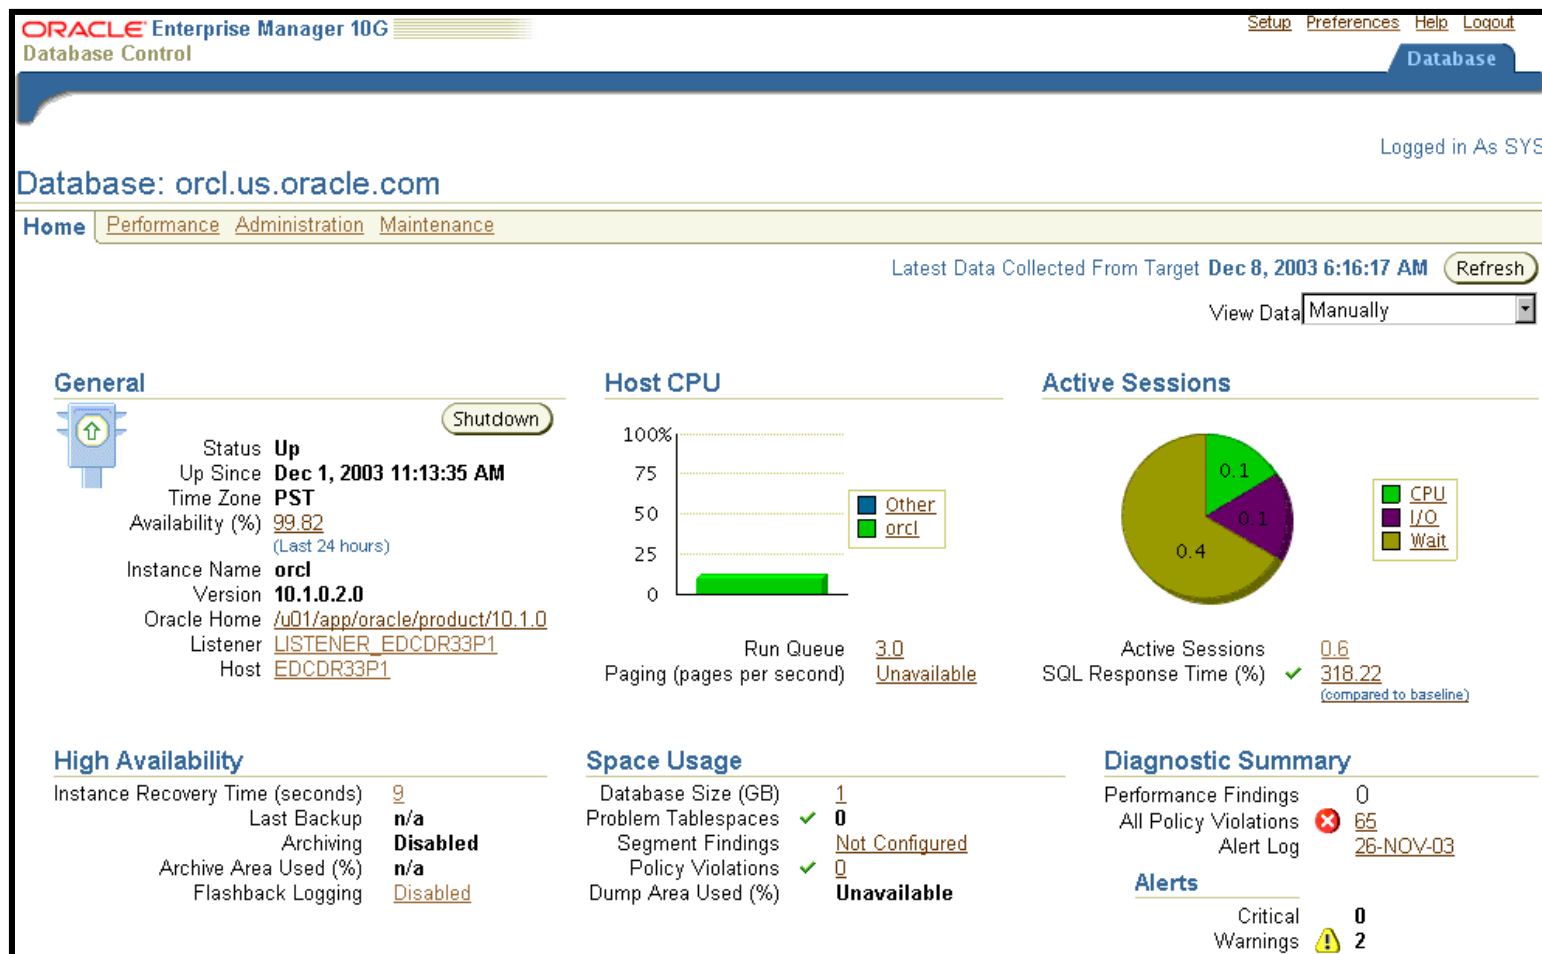 ORACLE Enterprise Manager 10G
Database Control
Setup Preferences Help Logout
Database
Logged in As SYS
Database: orcl.us.oracle.com
Home Performance Administration Maintenance
Latest Data Collected From Target Dec 8, 2003 6:16:17 AM Refresh
View Data Manually
General
Shutdown
Status Up
Up Since Dec 1, 2003 11:13:35 AM
Time Zone PST
Availability (%) 99.82
(Last 24 hours)
Instance Name orcl
Version 10.1.0.2.0
Oracle Home /u01/app/oracle/product/10.1.0
Listener LISTENER_EDCDR33P1
Host EDCDR33P1
Host CPU
100%
75
50
25
0
Other
orcl
Run Queue 3.0
Paging (pages per second) Unavailable
Active Sessions
0.1
0.1
0.4
CPU
I/O
Wait
Active Sessions 0.6
SQL Response Time (%) 318.22
(compared to baseline)
High Availability
Instance Recovery Time (seconds) 9
Last Backup n/a
Archiving Disabled
Archive Area Used (%) n/a
Flashback Logging Disabled
Space Usage
Database Size (GB) 1
Problem Tablespaces 0
Segment Findings Not Configured
Policy Violations 0
Dump Area Used (%) Unavailable
Diagnostic Summary
Performance Findings 0
All Policy Violations 65
Alert Log 26-NOV-03
Alerts
Critical 0
Warnings 2